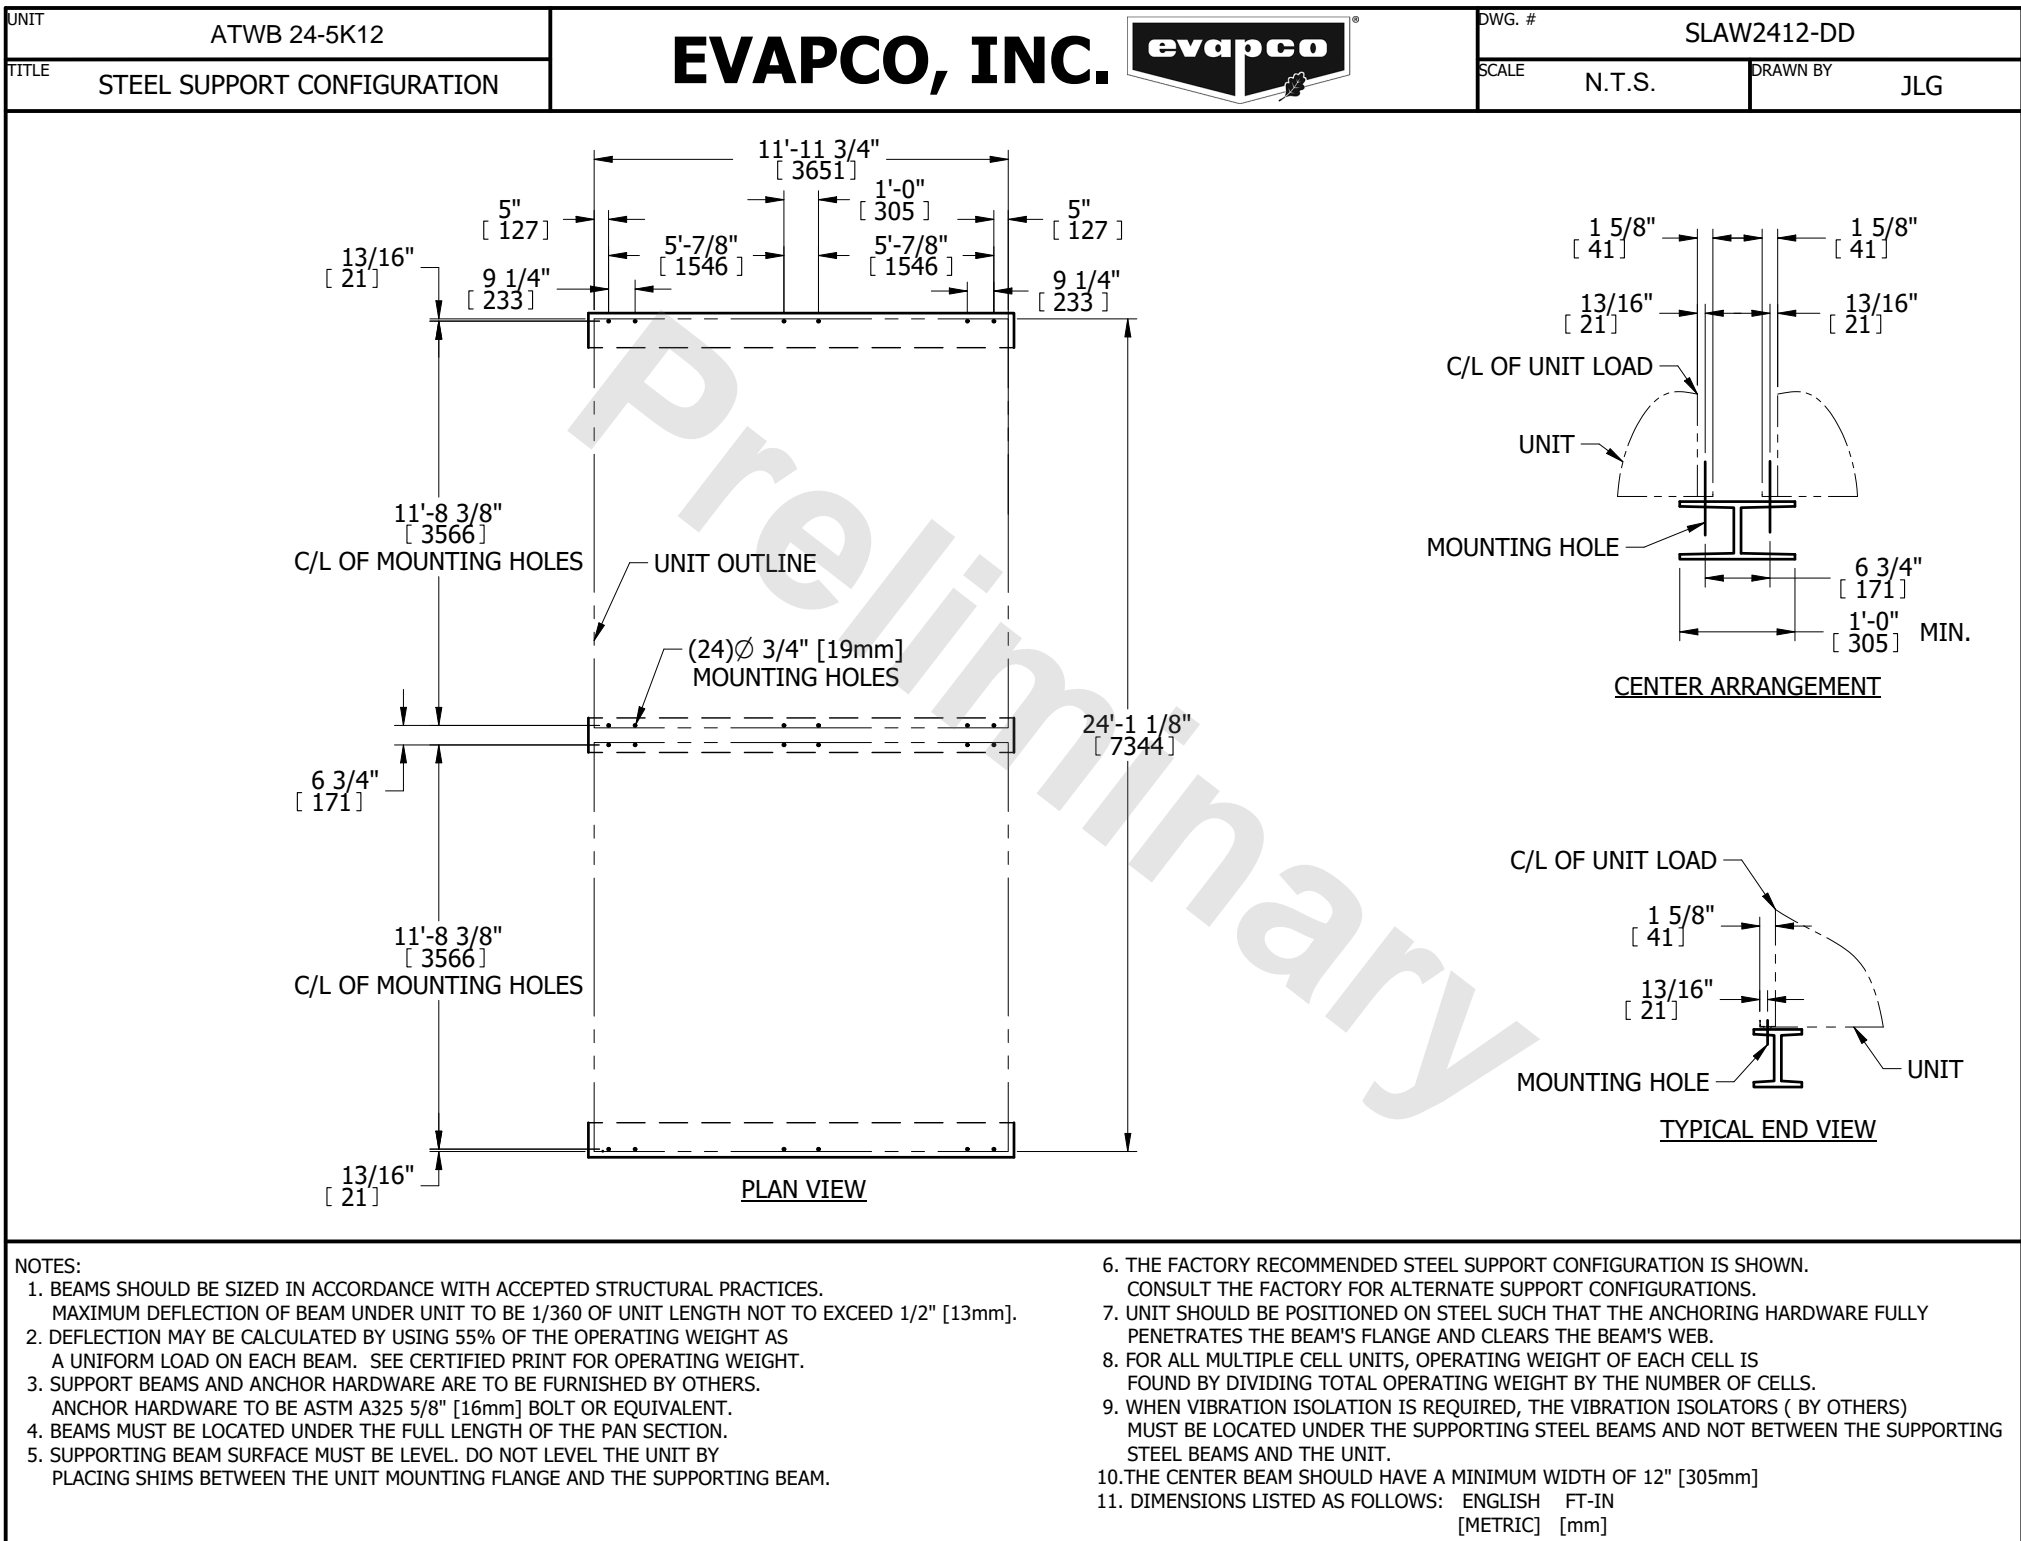 UNIT
ATWB 24-5K12
TITLE
STEEL SUPPORT CONFIGURATION
EVAPCO, INC.
evapco®
DWG. #
SLAW2412-DD
SCALE
N.T.S.
DRAWN BY
JLG
11'-11 3/4"
[ 3651]
1'-0"
[ 305 ]
5"
[ 127]
5"
[ 127 ]
5'-7/8"
[ 1546 ]
5'-7/8"
[ 1546 ]
13/16"
[ 21]
9 1/4"
[ 233]
9 1/4"
[ 233 ]
11'-8 3/8"
[ 3566]
C/L OF MOUNTING HOLES
UNIT OUTLINE
(24)Ø 3/4" [19mm]
MOUNTING HOLES
24'-1 1/8"
[ 7344]
6 3/4"
[ 171]
11'-8 3/8"
[ 3566]
C/L OF MOUNTING HOLES
13/16"
[ 21]
PLAN VIEW
Preliminary
1 5/8"
[ 41]
1 5/8"
[ 41]
13/16"
[ 21]
13/16"
[ 21]
C/L OF UNIT LOAD
UNIT
MOUNTING HOLE
6 3/4"
[ 171]
1'-0"
[ 305] MIN.
CENTER ARRANGEMENT
C/L OF UNIT LOAD
1 5/8"
[ 41]
13/16"
[ 21]
MOUNTING HOLE
UNIT
TYPICAL END VIEW
NOTES:
1. BEAMS SHOULD BE SIZED IN ACCORDANCE WITH ACCEPTED STRUCTURAL PRACTICES.
MAXIMUM DEFLECTION OF BEAM UNDER UNIT TO BE 1/360 OF UNIT LENGTH NOT TO EXCEED 1/2" [13mm].
2. DEFLECTION MAY BE CALCULATED BY USING 55% OF THE OPERATING WEIGHT AS
A UNIFORM LOAD ON EACH BEAM. SEE CERTIFIED PRINT FOR OPERATING WEIGHT.
3. SUPPORT BEAMS AND ANCHOR HARDWARE ARE TO BE FURNISHED BY OTHERS.
ANCHOR HARDWARE TO BE ASTM A325 5/8" [16mm] BOLT OR EQUIVALENT.
4. BEAMS MUST BE LOCATED UNDER THE FULL LENGTH OF THE PAN SECTION.
5. SUPPORTING BEAM SURFACE MUST BE LEVEL. DO NOT LEVEL THE UNIT BY
PLACING SHIMS BETWEEN THE UNIT MOUNTING FLANGE AND THE SUPPORTING BEAM.
6. THE FACTORY RECOMMENDED STEEL SUPPORT CONFIGURATION IS SHOWN.
CONSULT THE FACTORY FOR ALTERNATE SUPPORT CONFIGURATIONS.
7. UNIT SHOULD BE POSITIONED ON STEEL SUCH THAT THE ANCHORING HARDWARE FULLY
PENETRATES THE BEAM'S FLANGE AND CLEARS THE BEAM'S WEB.
8. FOR ALL MULTIPLE CELL UNITS, OPERATING WEIGHT OF EACH CELL IS
FOUND BY DIVIDING TOTAL OPERATING WEIGHT BY THE NUMBER OF CELLS.
9. WHEN VIBRATION ISOLATION IS REQUIRED, THE VIBRATION ISOLATORS ( BY OTHERS)
MUST BE LOCATED UNDER THE SUPPORTING STEEL BEAMS AND NOT BETWEEN THE SUPPORTING
STEEL BEAMS AND THE UNIT.
10.THE CENTER BEAM SHOULD HAVE A MINIMUM WIDTH OF 12" [305mm]
11. DIMENSIONS LISTED AS FOLLOWS: ENGLISH FT-IN
[METRIC] [mm]